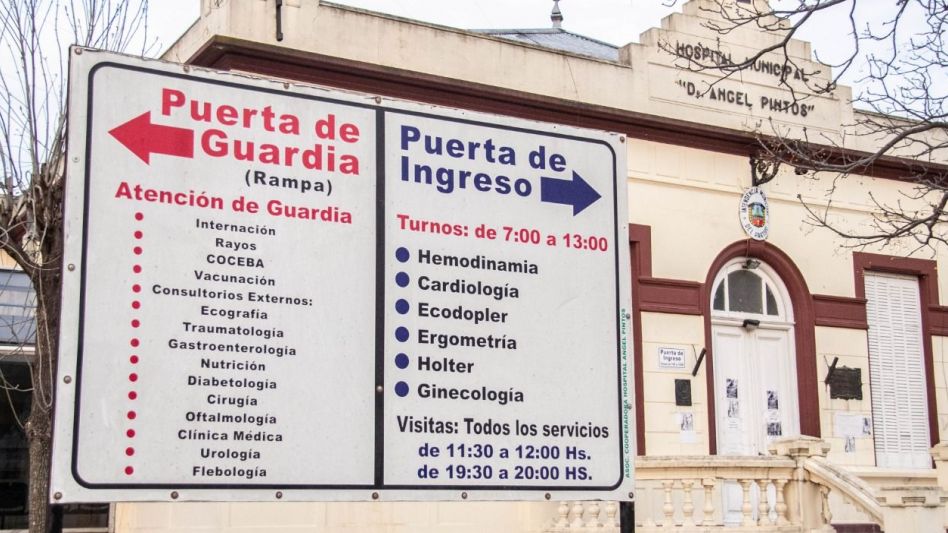 HOSPITAL MUNICIPAL
"Dr. ANGEL PINTOS"
Puerta de
Guardia
(Rampa)
Atención de Guardia
Internación
Rayos
COCEBA
Vacunación
Consultorios Externos:
Ecografía
Traumatología
Gastroenterología
Nutrición
Diabetología
Cirugía
Oftalmología
Clínica Médica
Urología
Flebología
Puerta de
Ingreso
Turnos: de 7:00 a 13:00
Hemodinamia
Cardiología
Ecodopler
Ergometría
Holter
Ginecología
Visitas: Todos los servicios
de 11:30 a 12:00 Hs.
de 19:30 a 20:00 Hs.
ASOC. COOPERADORA HOSPITAL ANGEL PINTOS
Puerta de
Ingreso